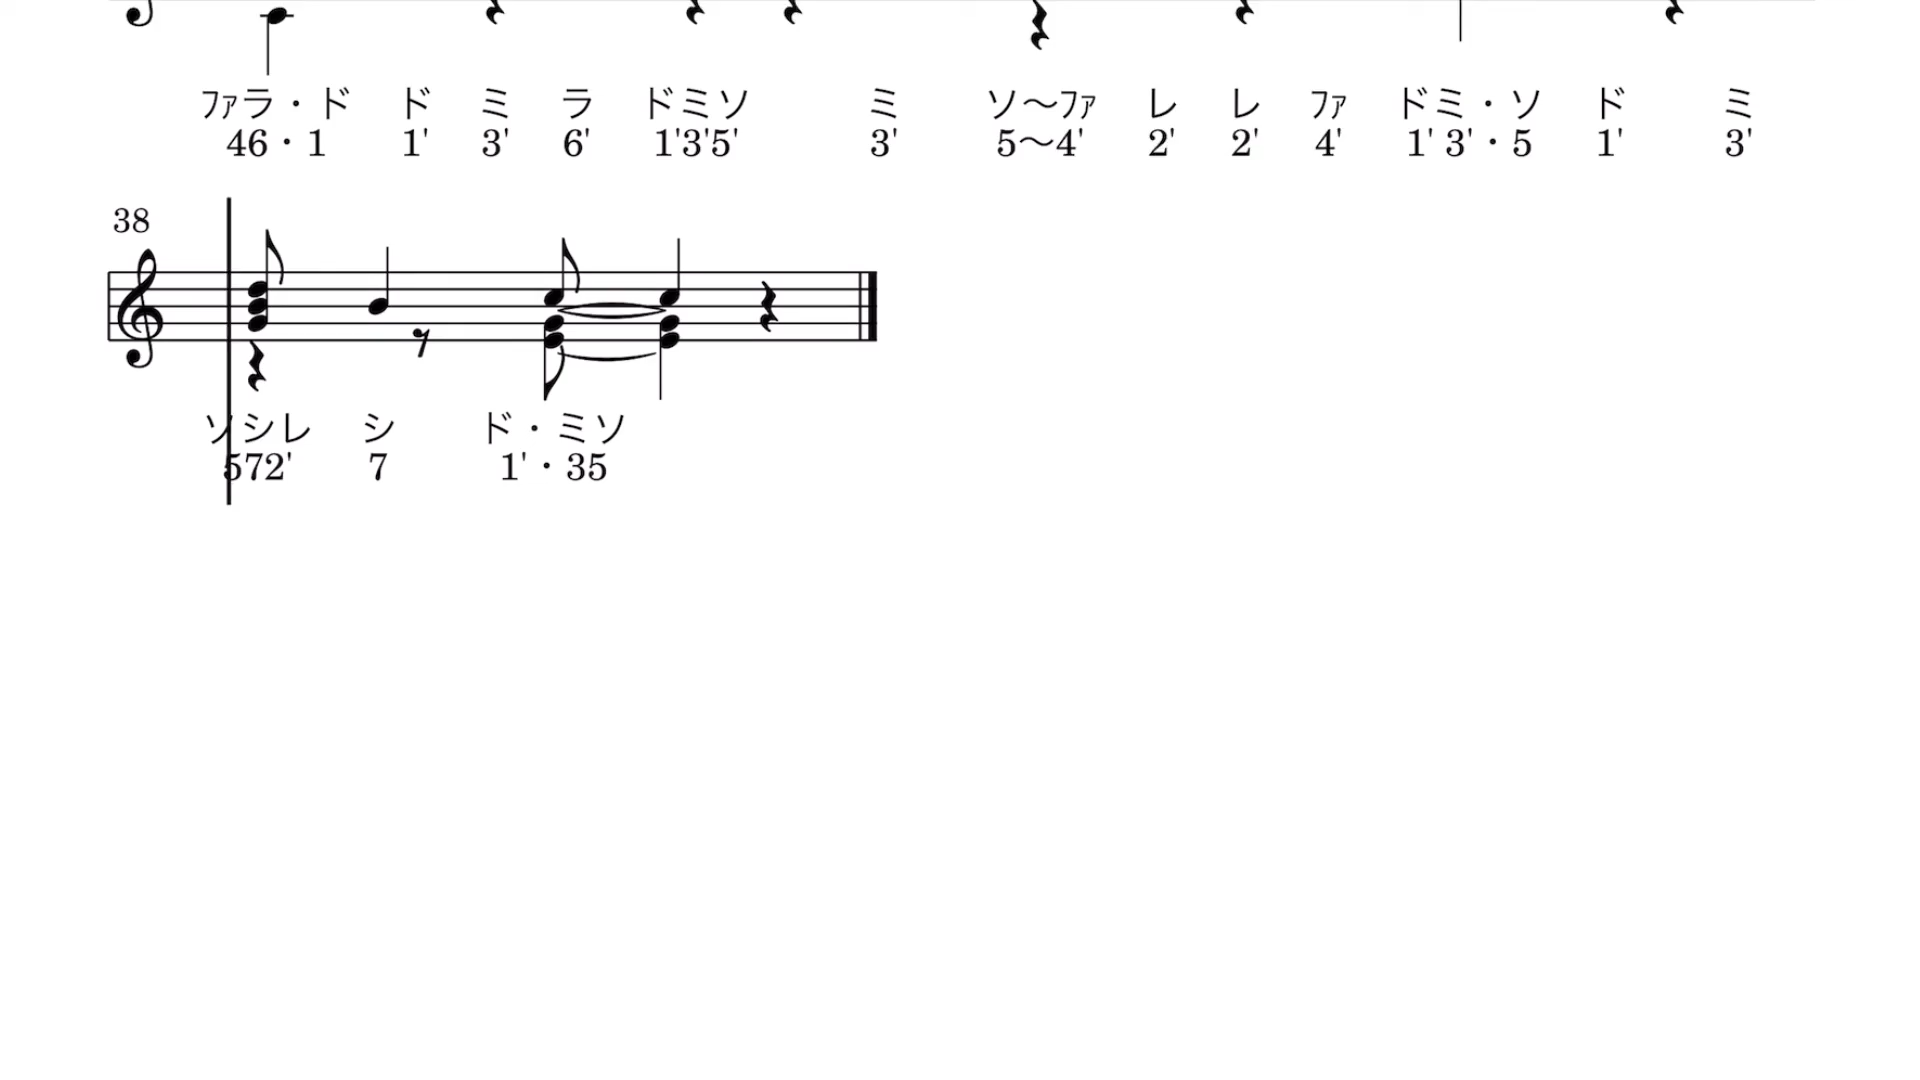 ﾌｧラ・ド ド ミ ラ ドミソ ミ ソ～ﾌｧ レ レ ﾌｧ ドミ・ソ ド ミ
46・1 1' 3' 6' 1'3'5' 3' 5～4' 2' 2' 4' 1' 3'・5 1' 3'
38
ソシレ シ ド・ミソ
572' 7 1'・35